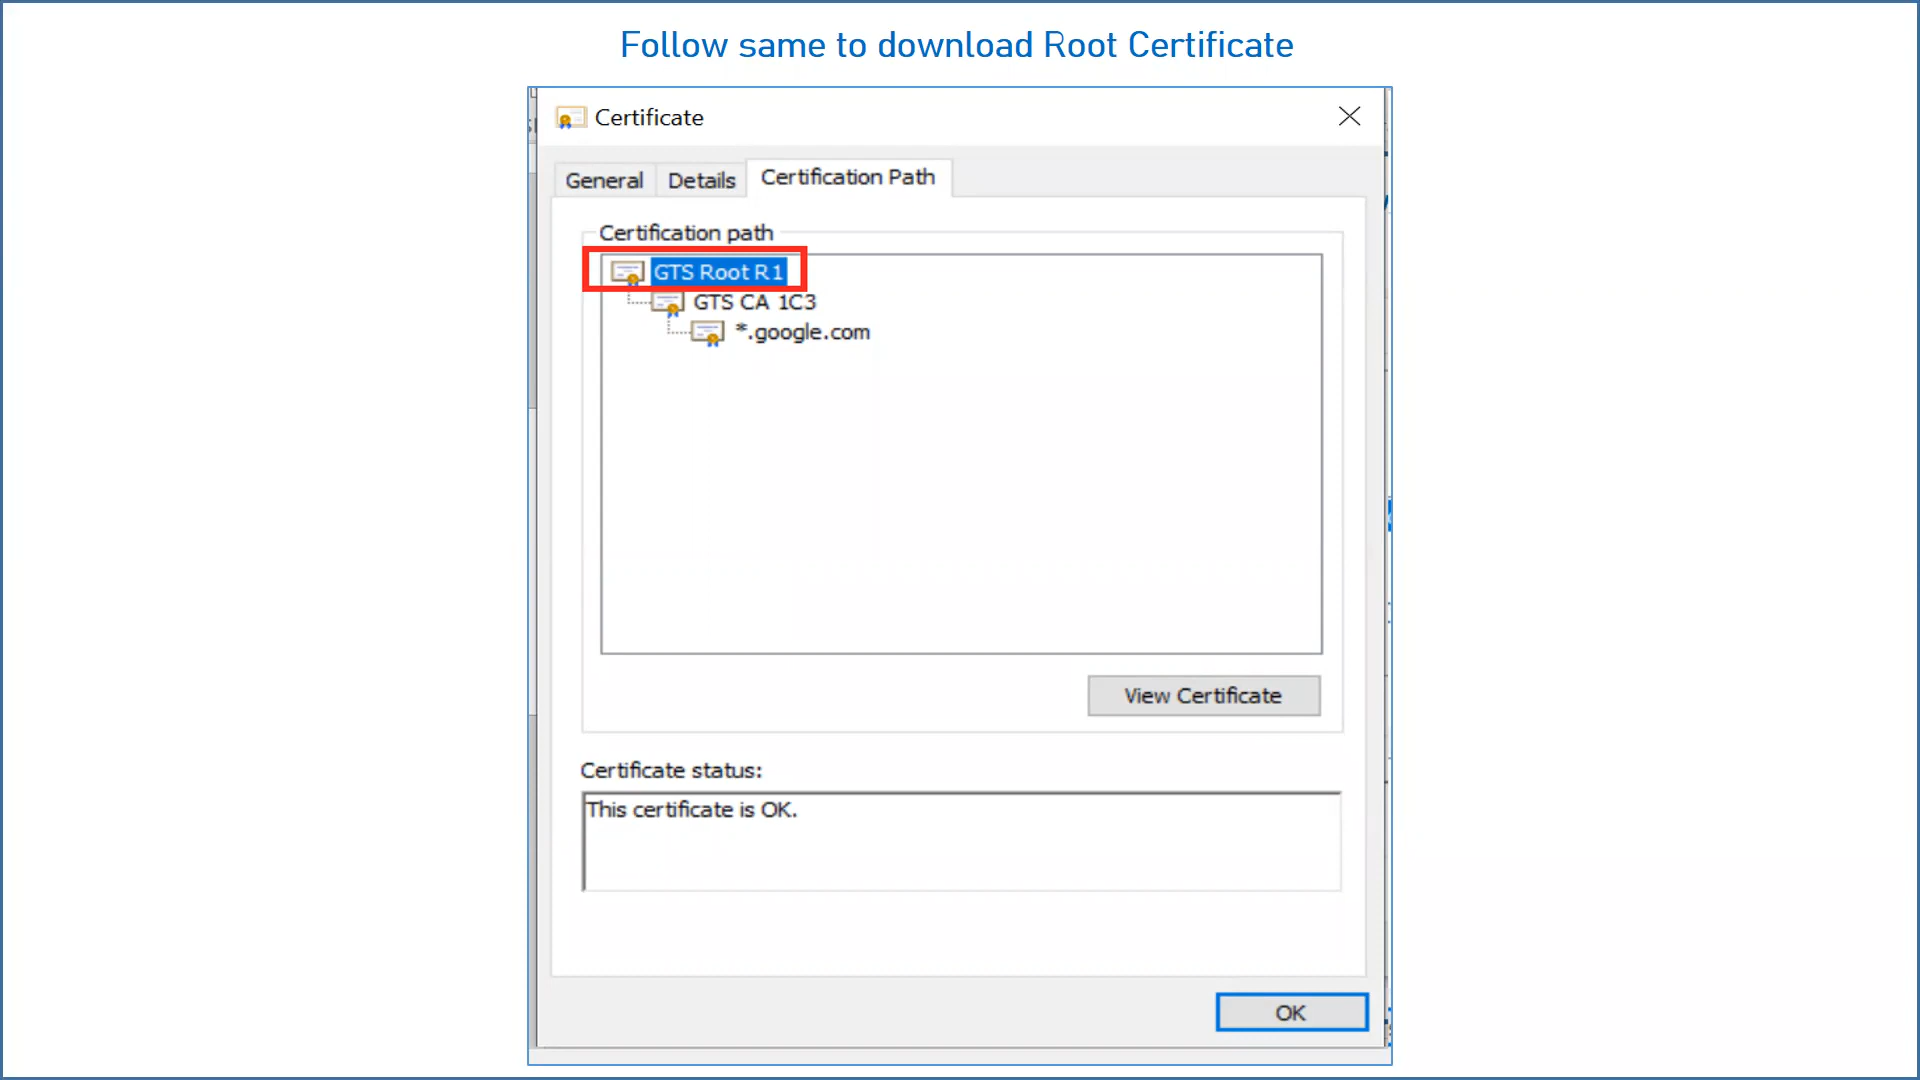 Follow same to download Root Certificate
Certificate
General Details Certification Path
Certification path
GTS Root R1
GTS CA 1C3
*.google.com
View Certificate
Certificate status:
This certificate is OK.
OK